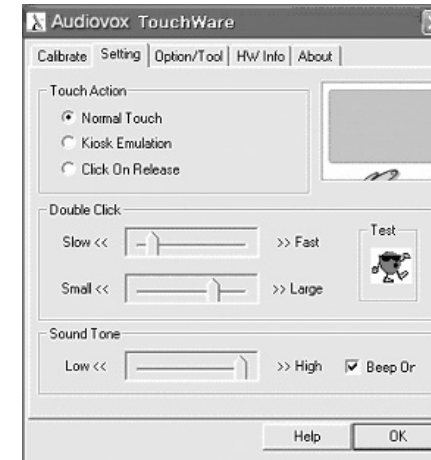 Audiovox TouchWare
Calibrate Setting Option/Tool HW Info About
Touch Action
Normal Touch
Kiosk Emulation
Click On Release
Double Click
Slow << >> Fast
Test
Small << >> Large
Sound Tone
Low << >> High Beep Or
Help OK